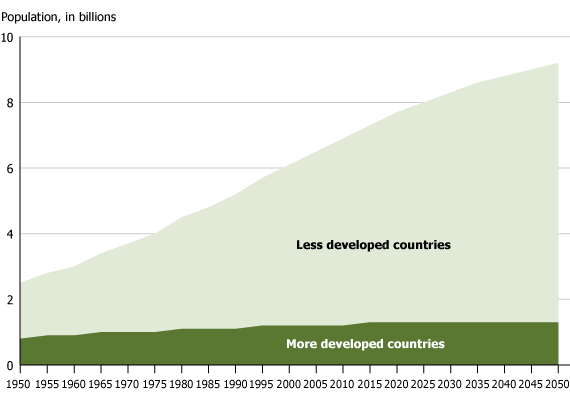 Population, in billions
10
8
6
4
2
0
Less developed countries
More developed countries
1950 1955 1960 1965 1970 1975 1980 1985 1990 1995 2000 2005 2010 2015 2020 2025 2030 2035 2040 2045 2050